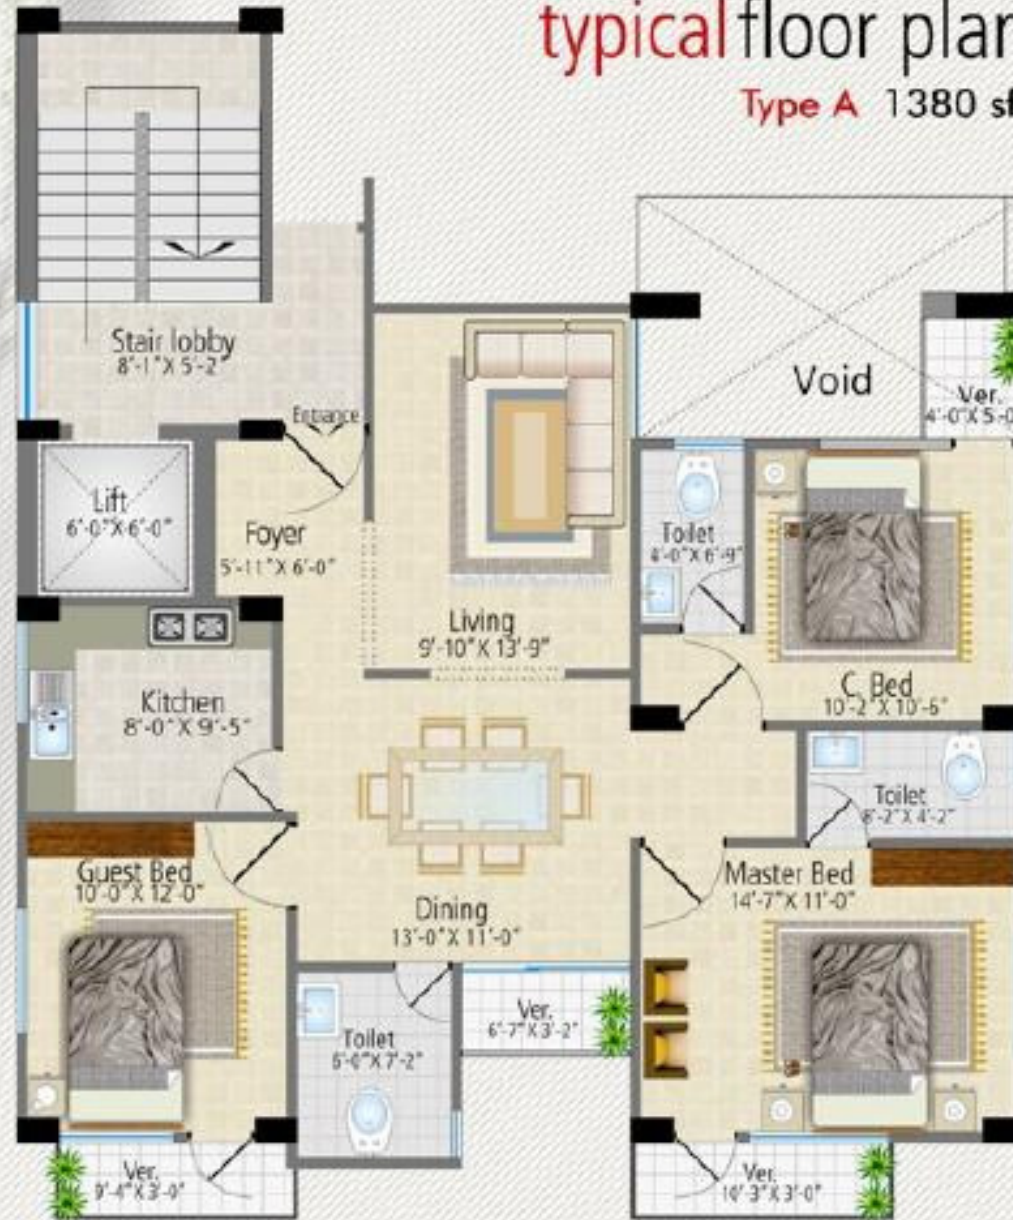 typical floor plan
Type A 1380 sf
Stair lobby
8'-1"X 5'-2"
Entrance
Void
Ver.
4'-0"X 5'-0
Lift
6'-0"X 6'-0"
Foyer
5'-11"X 6'-0"
Toilet
4'-0"X 6'-9"
Living
9'-10"X 13'-9"
C. Bed
10'-2"X 10'-6"
Kitchen
8'-0"X 9'-5"
Toilet
8'-2"X 4'-2"
Guest Bed
10'-0"X 12'-0"
Master Bed
14'-7"X 11'-0"
Dining
13'-0"X 11'-0"
Ver.
6'-7"X 3'-2"
Toilet
Ver.
9'-4"X 3'-0"
Ver.
10'-3"X 3'-0"